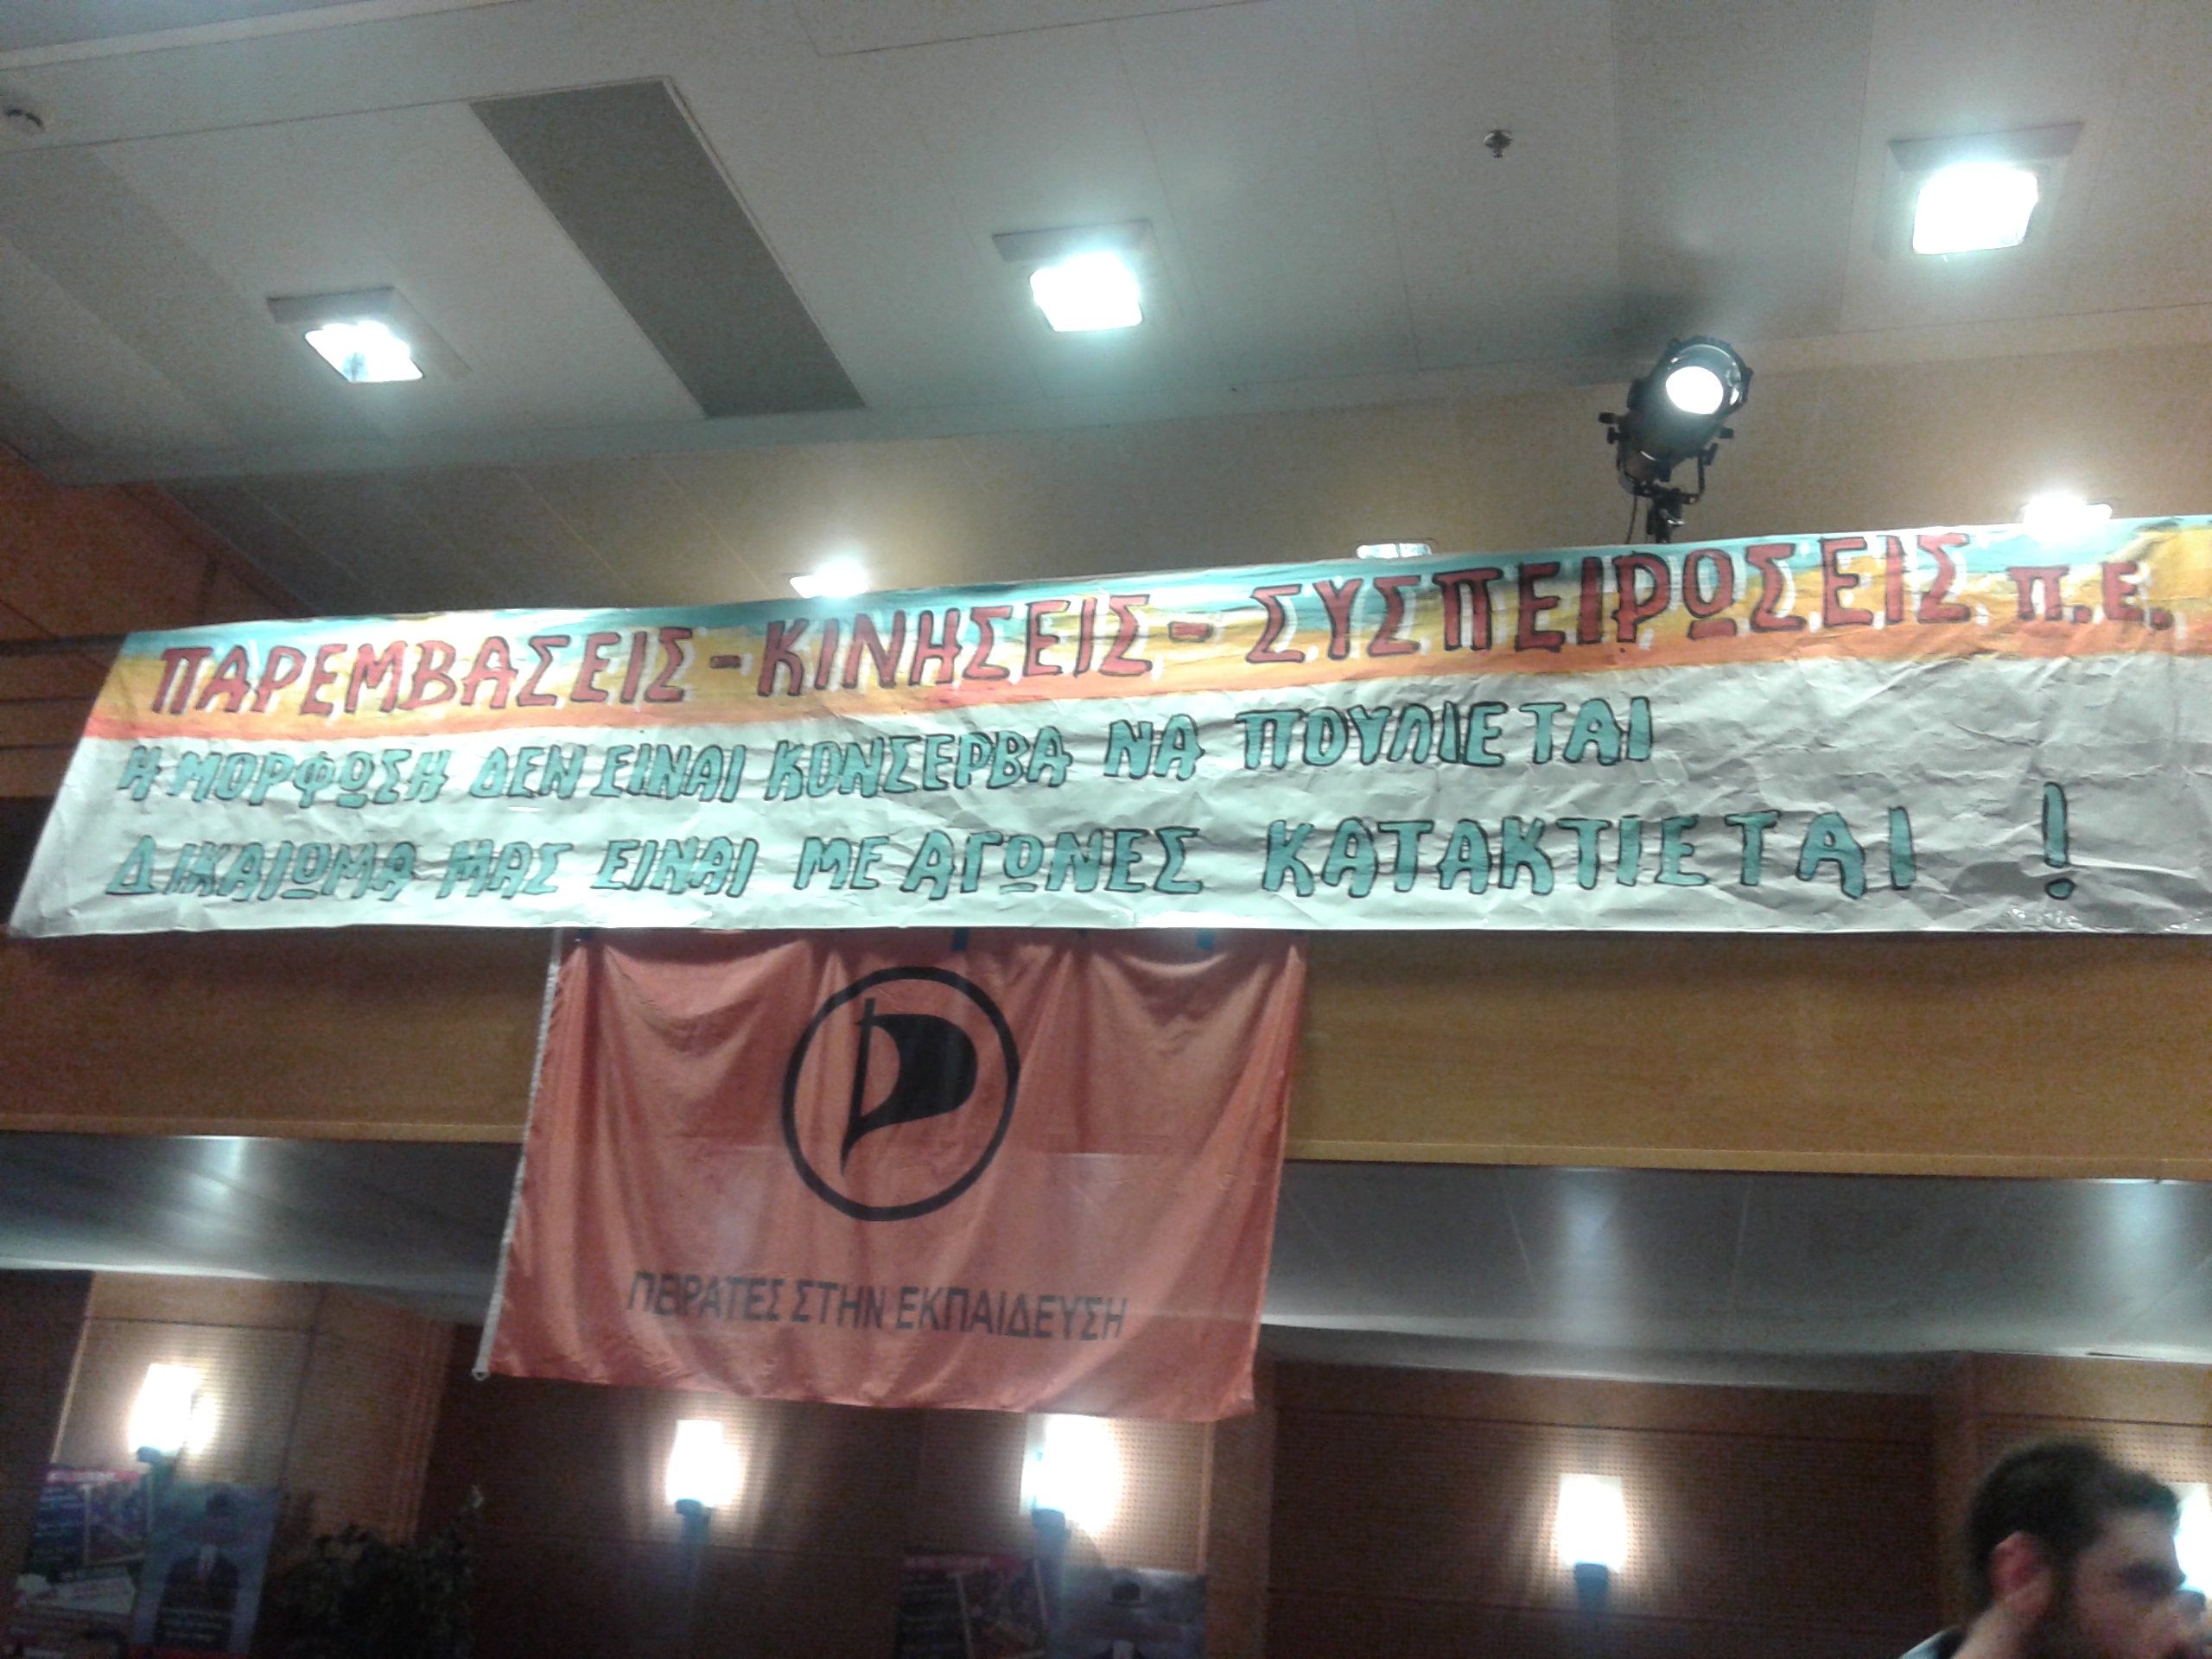 ΠΑΡΕΜΒΑΣΕΙΣ - ΚΙΝΗΣΕΙΣ - ΣΥΣΠΕΙΡΩΣΕΙΣ Π.Ε.
Η ΜΟΡΦΩΣΗ ΔΕΝ ΕΙΝΑΙ ΚΟΝΣΕΡΒΑ ΝΑ ΠΟΥΛΙΕΤΑΙ
ΔΙΚΑΙΩΜΑ ΜΑΣ ΕΙΝΑΙ ΜΕ ΑΓΩΝΕΣ ΚΑΤΑΚΤΙΕΤΑΙ !
ΠΕΙΡΑΤΕΣ ΣΤΗΝ ΕΚΠΑΙΔΕΥΣΗ